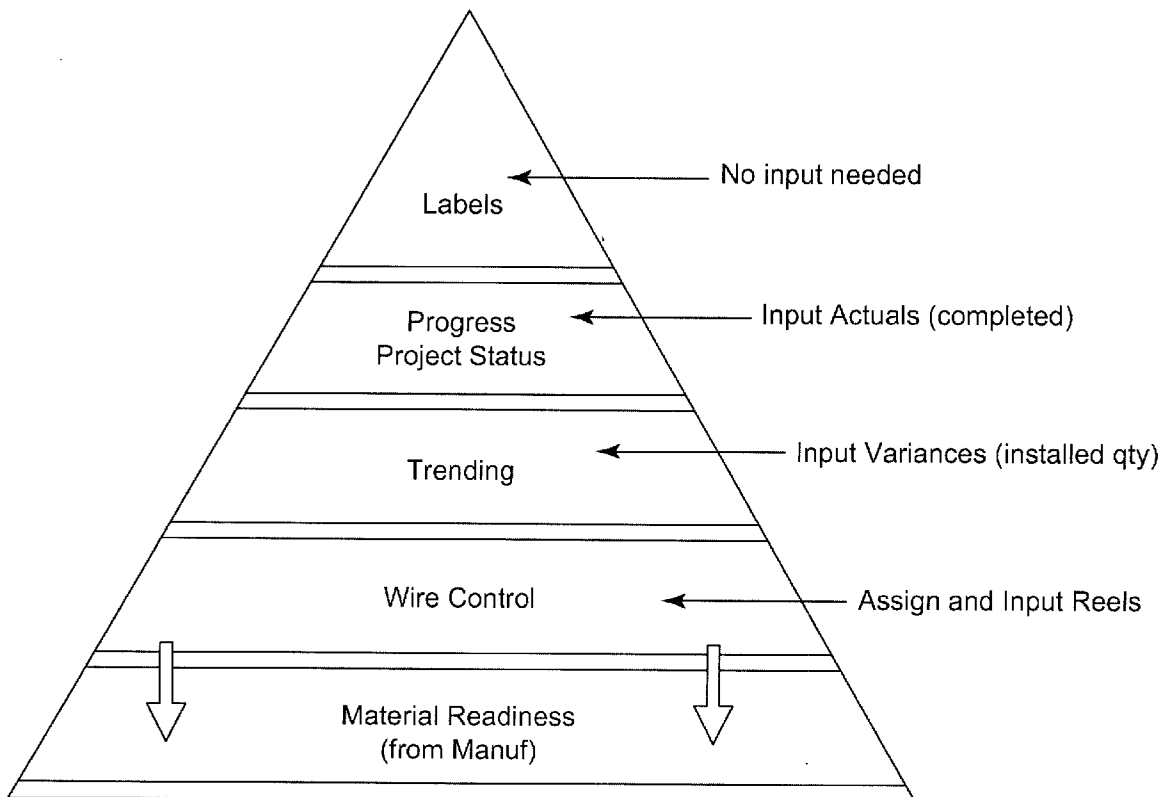 No input needed
Labels
Input Actuals (completed)
Progress
Project Status
Input Variances (installed qty)
Trending
Wire Control
Assign and Input Reels
Material Readiness
(from Manuf)